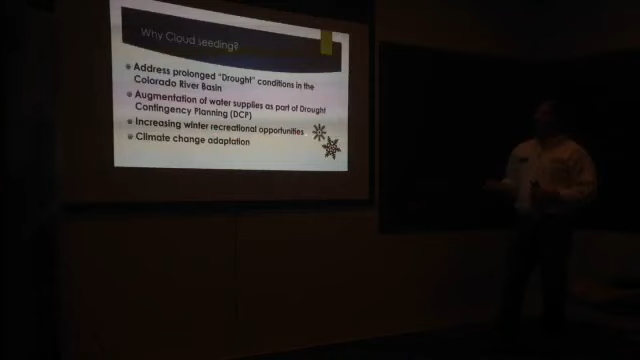 Why Cloud seeding?
Address prolonged "Drought" conditions in the
Colorado River Basin
Augmentation of water supplies as part of Drought
Contingency Planning (DCP)
Increasing winter recreational opportunities
Climate change adaptation